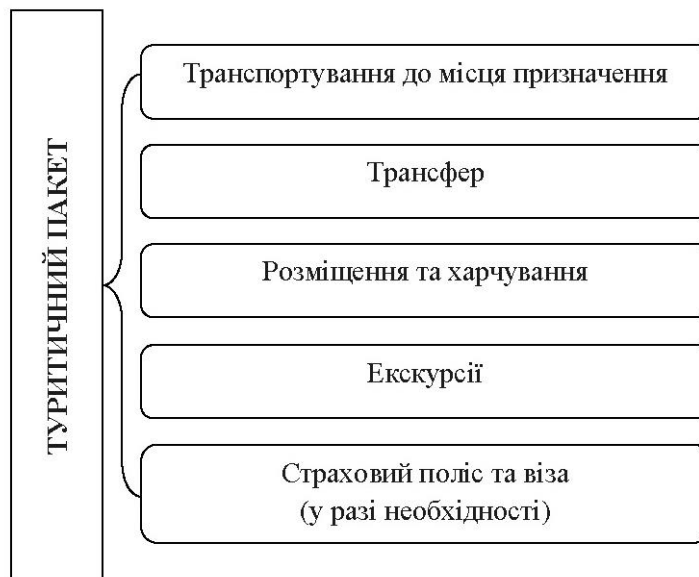 ТУРИТИЧНИЙ ПАКЕТ
Транспортування до місця призначення
Трансфер
Розміщення та харчування
Екскурсії
Страховий поліс та віза
(у разі необхідності)